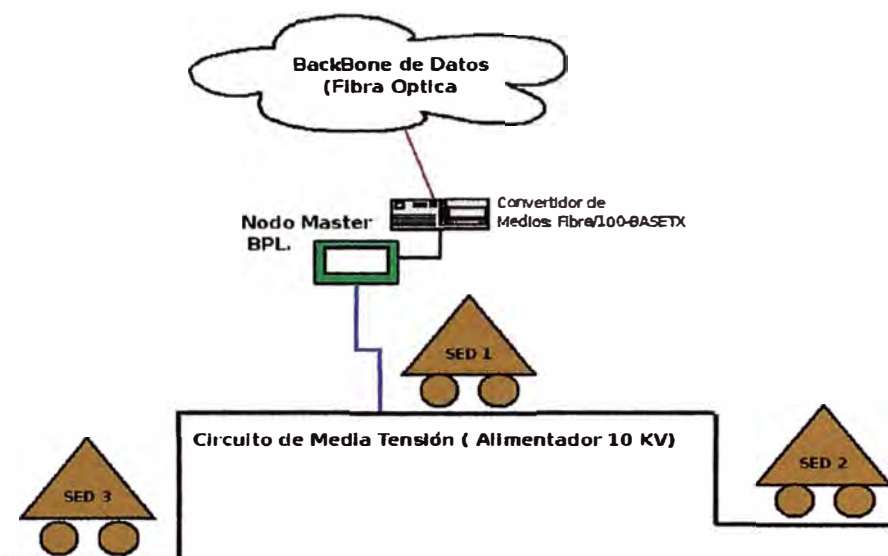 BackBone de Datos
(Fibra Optica
Convertidor de
Medios: Fibra/100-BASETX
Nodo Master
BPL.
SED 1
Circuito de Media Tensión ( Alimentador 10 KV)
SED 2
SED 3